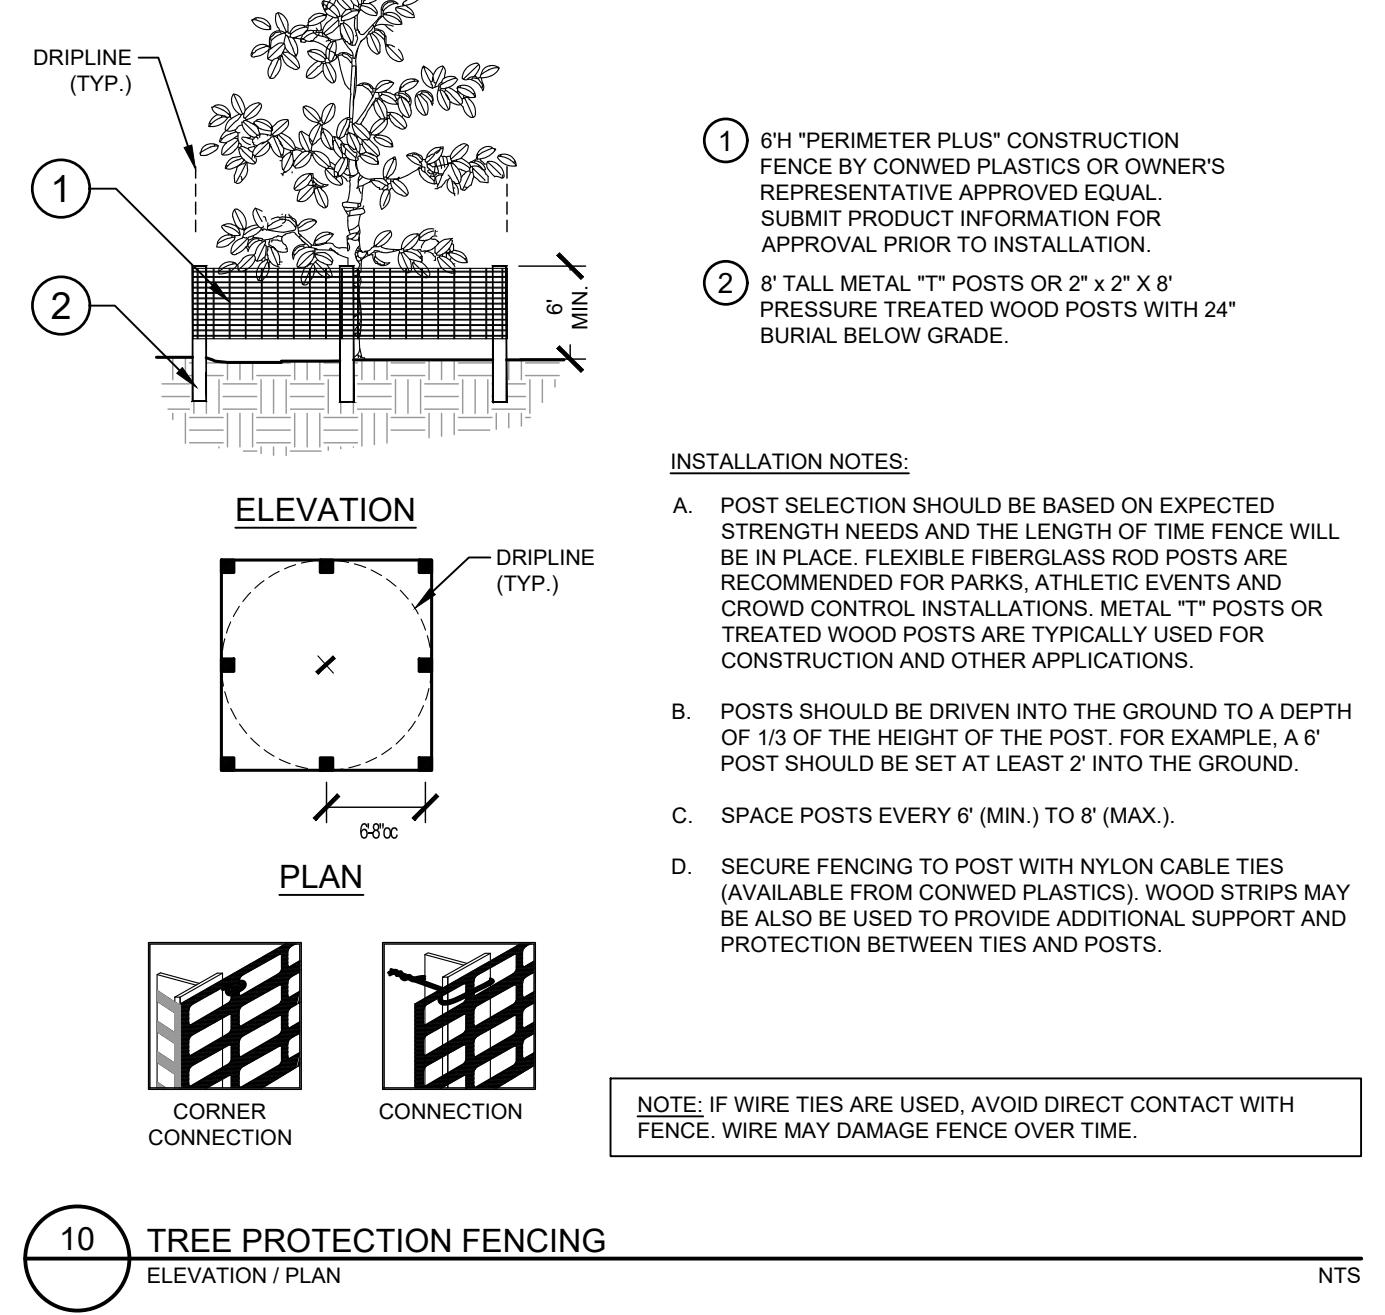 DRIPLINE
(TYP.)
1
2
6'
MIN.
ELEVATION
DRIPLINE
(TYP.)
6'-8"oc
PLAN
CORNER
CONNECTION
CONNECTION
1 6'H "PERIMETER PLUS" CONSTRUCTION
FENCE BY CONWED PLASTICS OR OWNER'S
REPRESENTATIVE APPROVED EQUAL.
SUBMIT PRODUCT INFORMATION FOR
APPROVAL PRIOR TO INSTALLATION.
2 8' TALL METAL "T" POSTS OR 2" x 2" X 8'
PRESSURE TREATED WOOD POSTS WITH 24"
BURIAL BELOW GRADE.
INSTALLATION NOTES:
A. POST SELECTION SHOULD BE BASED ON EXPECTED
STRENGTH NEEDS AND THE LENGTH OF TIME FENCE WILL
BE IN PLACE. FLEXIBLE FIBERGLASS ROD POSTS ARE
RECOMMENDED FOR PARKS, ATHLETIC EVENTS AND
CROWD CONTROL INSTALLATIONS. METAL "T" POSTS OR
TREATED WOOD POSTS ARE TYPICALLY USED FOR
CONSTRUCTION AND OTHER APPLICATIONS.
B. POSTS SHOULD BE DRIVEN INTO THE GROUND TO A DEPTH
OF 1/3 OF THE HEIGHT OF THE POST. FOR EXAMPLE, A 6'
POST SHOULD BE SET AT LEAST 2' INTO THE GROUND.
C. SPACE POSTS EVERY 6' (MIN.) TO 8' (MAX.).
D. SECURE FENCING TO POST WITH NYLON CABLE TIES
(AVAILABLE FROM CONWED PLASTICS). WOOD STRIPS MAY
BE ALSO BE USED TO PROVIDE ADDITIONAL SUPPORT AND
PROTECTION BETWEEN TIES AND POSTS.
NOTE: IF WIRE TIES ARE USED, AVOID DIRECT CONTACT WITH
FENCE. WIRE MAY DAMAGE FENCE OVER TIME.
10 TREE PROTECTION FENCING
ELEVATION / PLAN NTS